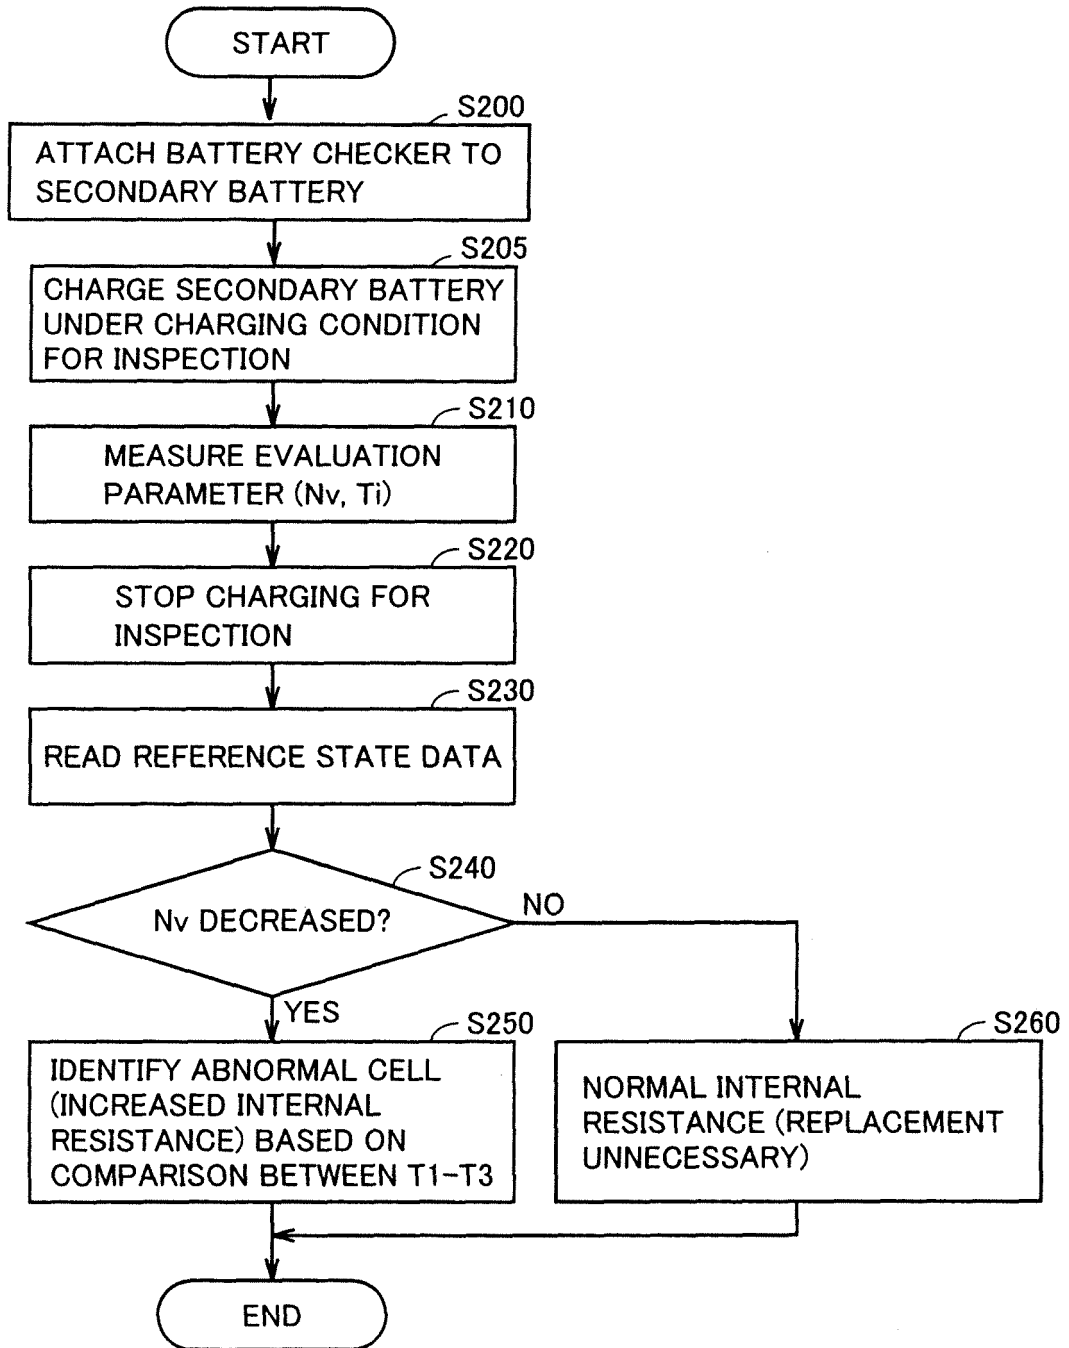 START
S200
ATTACH BATTERY CHECKER TO
SECONDARY BATTERY
S205
CHARGE SECONDARY BATTERY
UNDER CHARGING CONDITION
FOR INSPECTION
S210
MEASURE EVALUATION
PARAMETER (Nv, Ti)
S220
STOP CHARGING FOR
INSPECTION
S230
READ REFERENCE STATE DATA
S240
Nv DECREASED?
NO
YES
S250
IDENTIFY ABNORMAL CELL
(INCREASED INTERNAL
RESISTANCE) BASED ON
COMPARISON BETWEEN T1-T3
S260
NORMAL INTERNAL
RESISTANCE (REPLACEMENT
UNNECESSARY)
END